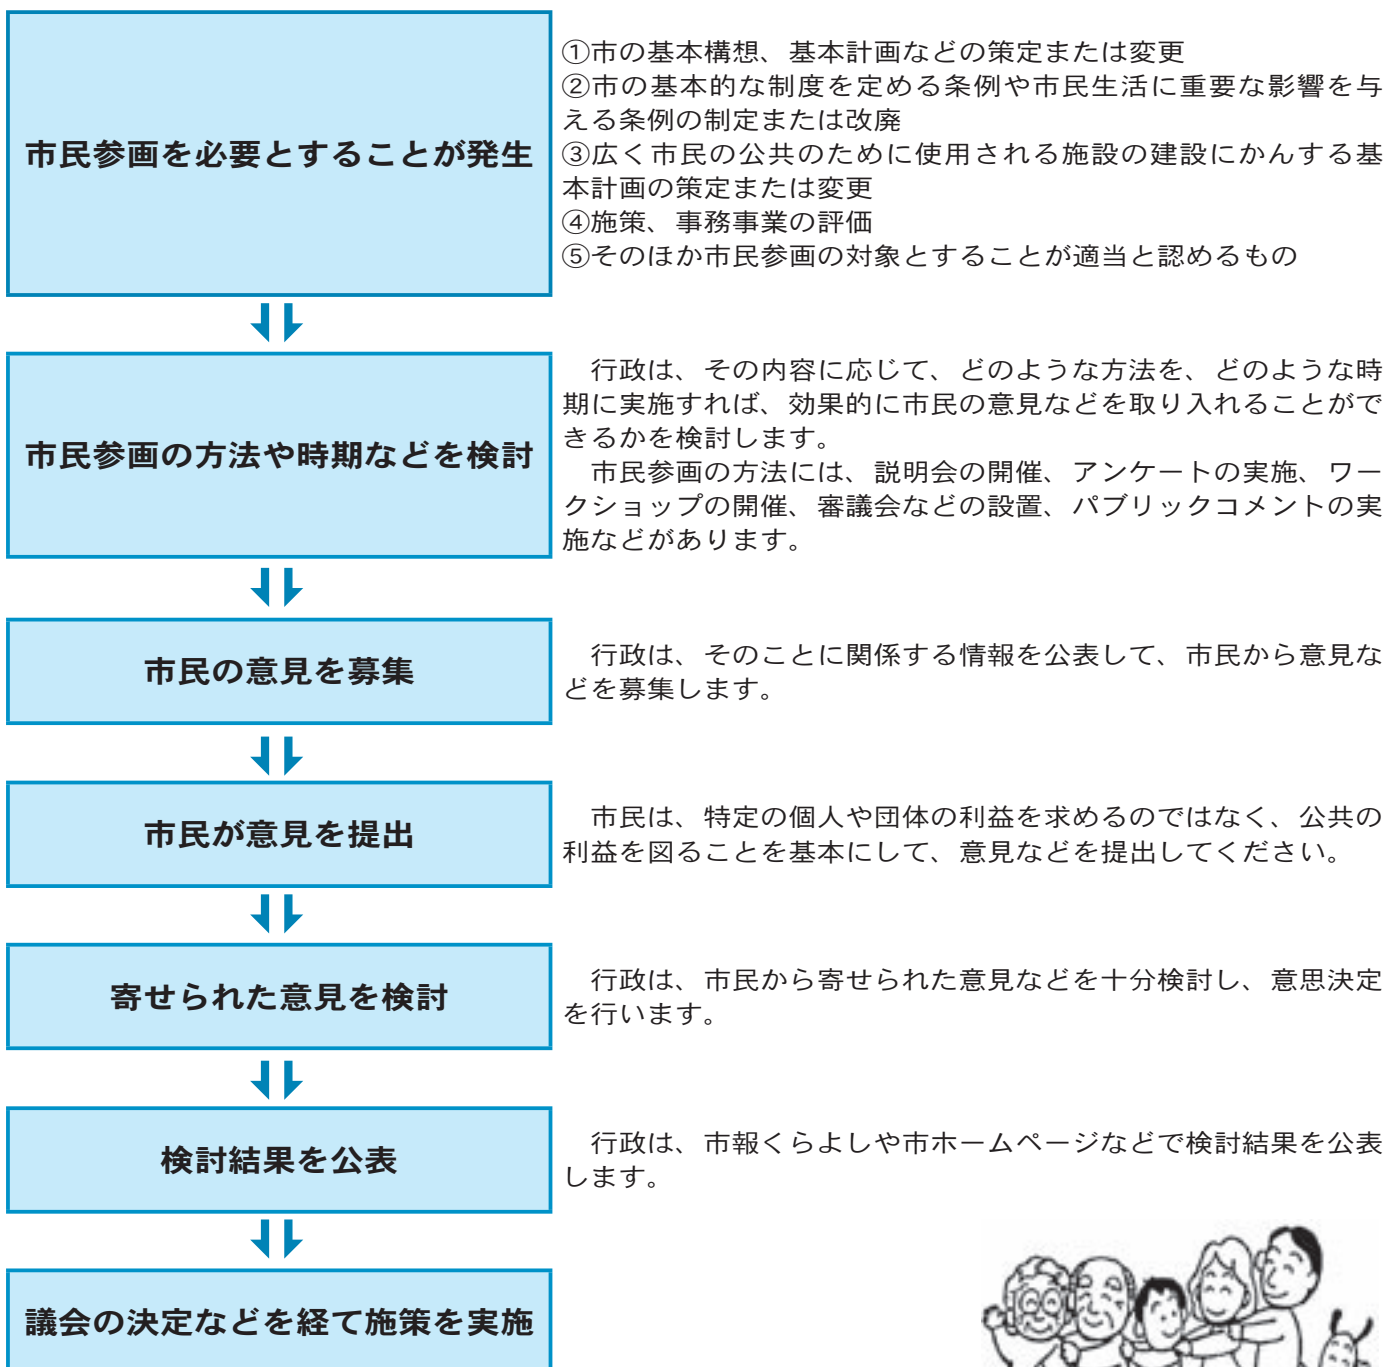 市民参画を必要とすることが発生
①市の基本構想、基本計画などの策定または変更
②市の基本的な制度を定める条例や市民生活に重要な影響を与
える条例の制定または改廃
③広く市民の公共のために使用される施設の建設にかんする基
本計画の策定または変更
④施策、事務事業の評価
⑤そのほか市民参画の対象とすることが適当と認めるもの
市民参画の方法や時期などを検討
行政は、その内容に応じて、どのような方法を、どのような時
期に実施すれば、効果的に市民の意見などを取り入れることがで
きるかを検討します。
市民参画の方法には、説明会の開催、アンケートの実施、ワー
クショップの開催、審議会などの設置、パブリックコメントの実
施などがあります。
市民の意見を募集
行政は、そのことに関係する情報を公表して、市民から意見な
どを募集します。
市民が意見を提出
市民は、特定の個人や団体の利益を求めるのではなく、公共の
利益を図ることを基本にして、意見などを提出してください。
寄せられた意見を検討
行政は、市民から寄せられた意見などを十分検討し、意思決定
を行います。
検討結果を公表
行政は、市報くらよしや市ホームページなどで検討結果を公表
します。
議会の決定などを経て施策を実施